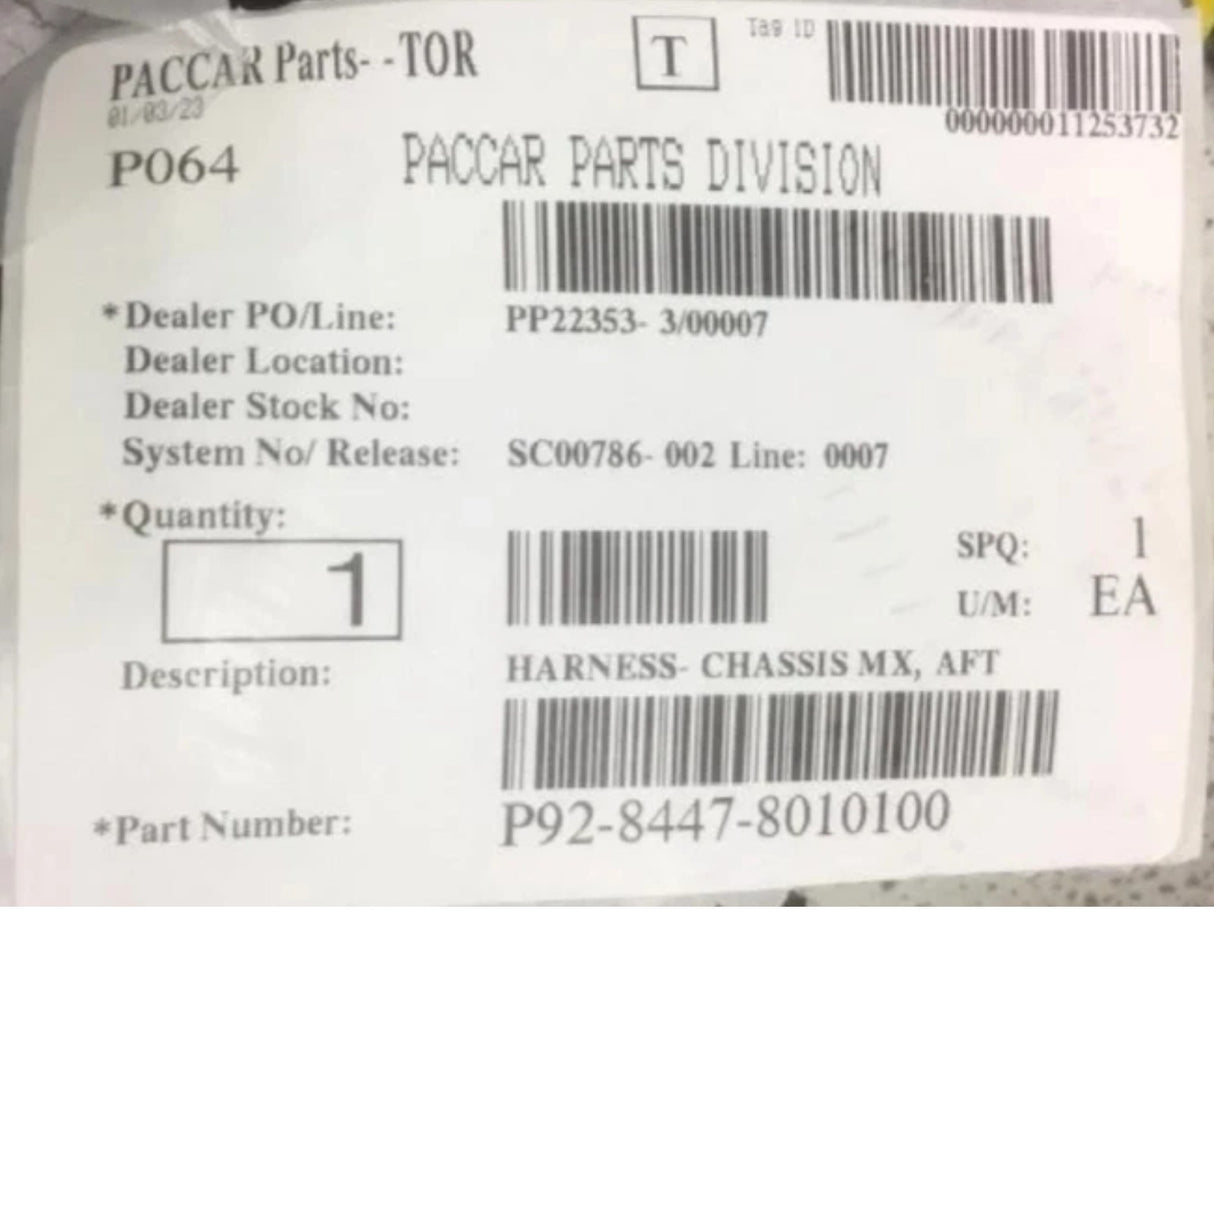 PACCAR Parts- -TOR
T
Tag ID
01/03/23
000000011253732
P064
PACCAR PARTS DIVISION
*Dealer PO/Line: PP22353- 3/00007
Dealer Location:
Dealer Stock No:
System No/ Release: SC00786- 002 Line: 0007
*Quantity:
1
SPQ: 1
U/M: EA
Description: HARNESS- CHASSIS MX, AFT
*Part Number: P92-8447-8010100